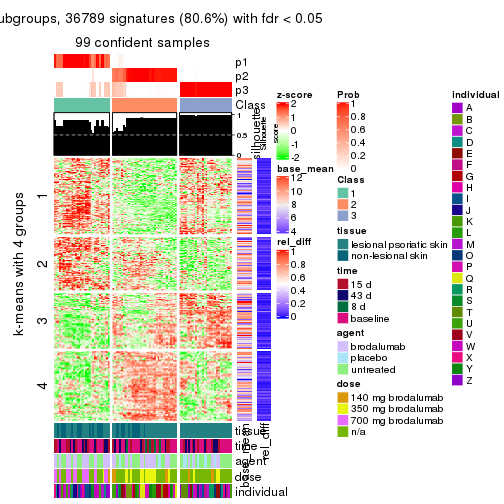 ubgroups, 36789 signatures (80.6%) with fdr < 0.05
99 confident samples
p1
p2
p3
Class
1
0.5
0
Silhouette
score
silhouette
k-means with 4 groups
1
2
3
4
tissue
time
agent
dose
individual
base_mean
rel_diff
z-score
2
1
0
-1
-2
base_mean
12
10
8
6
4
rel_diff
1
0.8
0.6
0.4
0.2
0
Prob
1
0.8
0.6
0.4
0.2
0
Class
1
2
3
tissue
lesional psoriatic skin
non-lesional skin
time
15 d
43 d
8 d
baseline
agent
brodalumab
placebo
untreated
dose
140 mg brodalumab
350 mg brodalumab
700 mg brodalumab
n/a
individual
A
B
C
D
E
F
G
H
I
J
K
L
M
O
P
Q
R
S
T
U
V
W
X
Y
Z